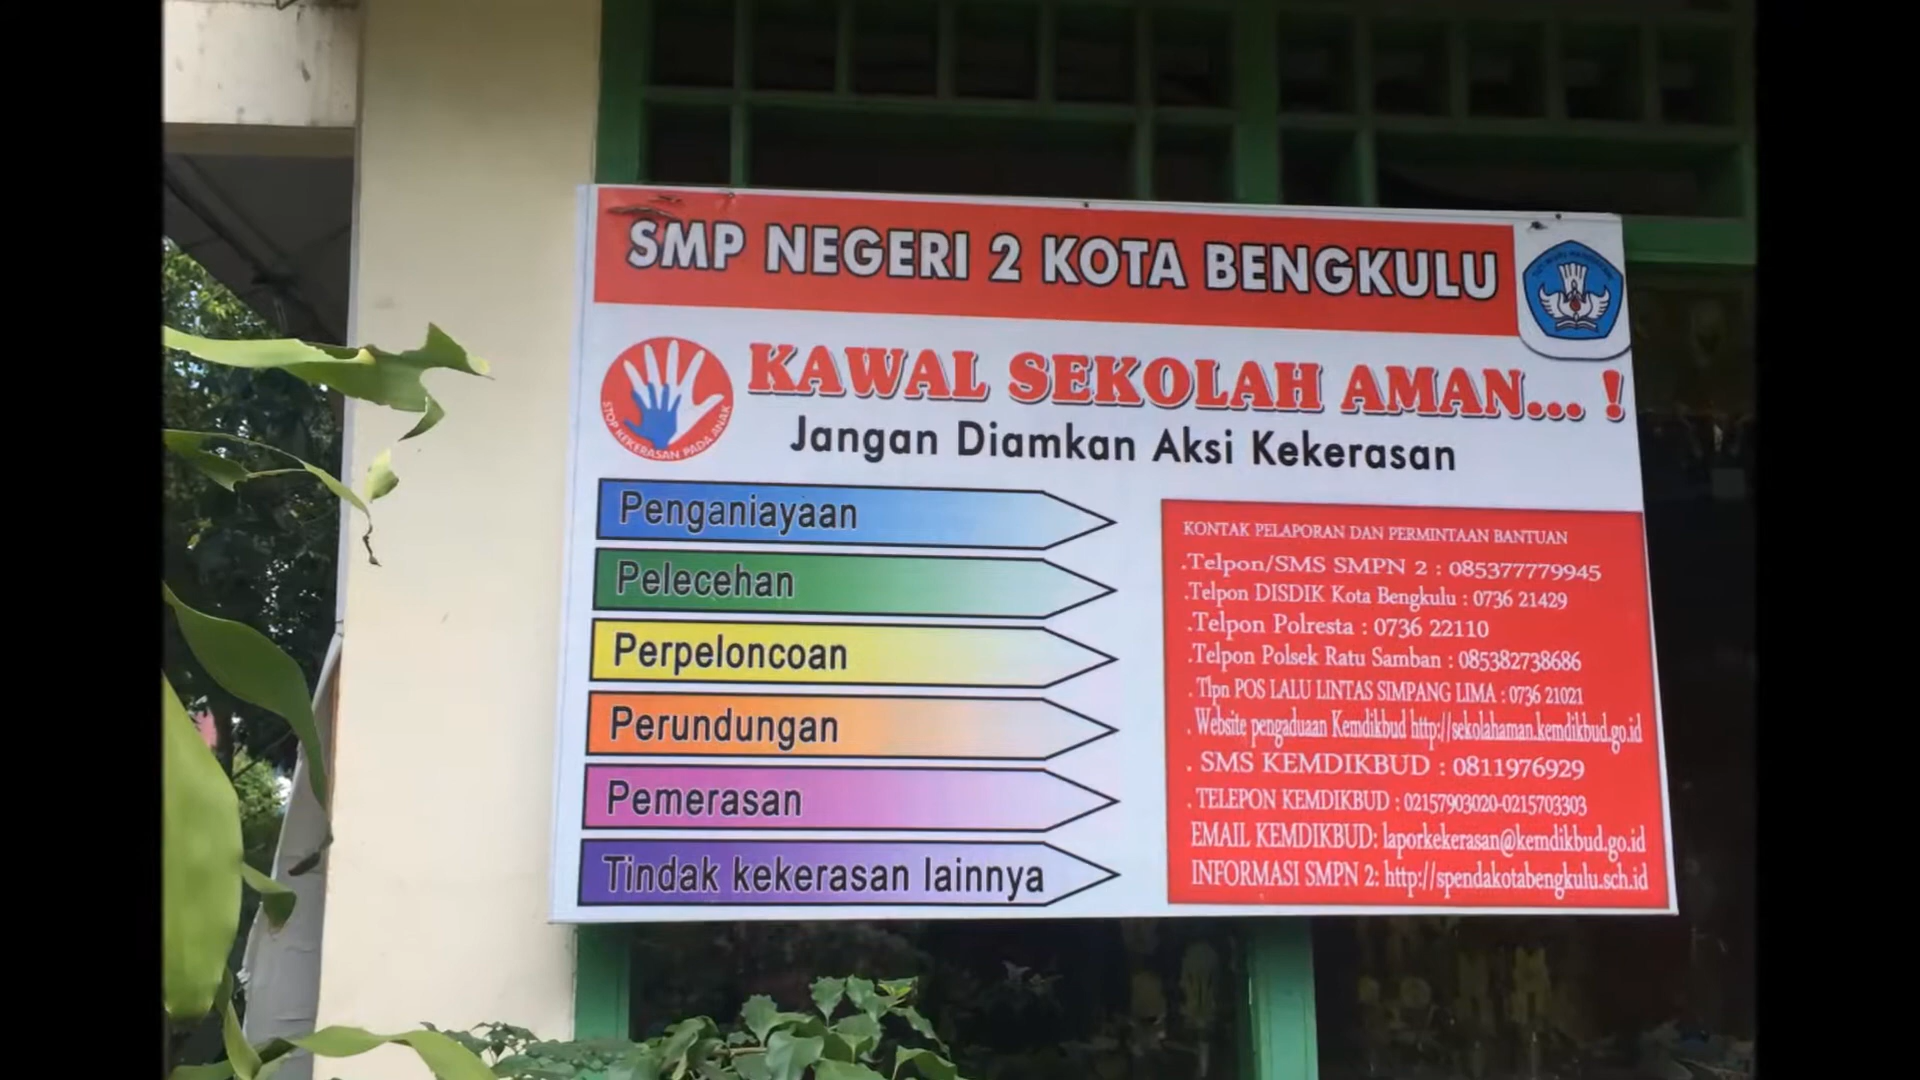 SMP NEGERI 2 KOTA BENGKULU
TUT WURI HANDAYANI
KAWAL SEKOLAH AMAN... !
STOP KEKERASAN PADA ANAK
Jangan Diamkan Aksi Kekerasan
Penganiayaan
Pelecehan
Perpeloncoan
Perundungan
Pemerasan
Tindak kekerasan lainnya
KONTAK PELAPORAN DAN PERMINTAAN BANTUAN
.Telpon/SMS SMPN 2 : 085377779945
.Telpon DISDIK Kota Bengkulu : 0736 21429
.Telpon Polresta : 0736 22110
.Telpon Polsek Ratu Samban : 085382738686
. Tlpn POS LALU LINTAS SIMPANG LIMA : 0736 21021
. Website pengaduaan Kemdikbud http://sekolahaman.kemdikbud.go.id
. SMS KEMDIKBUD : 0811976929
. TELEPON KEMDIKBUD : 02157903020-0215703303
EMAIL KEMDIKBUD: laporkekerasan@kemdikbud.go.id
INFORMASI SMPN 2: http://spendakotabengkulu.sch.id